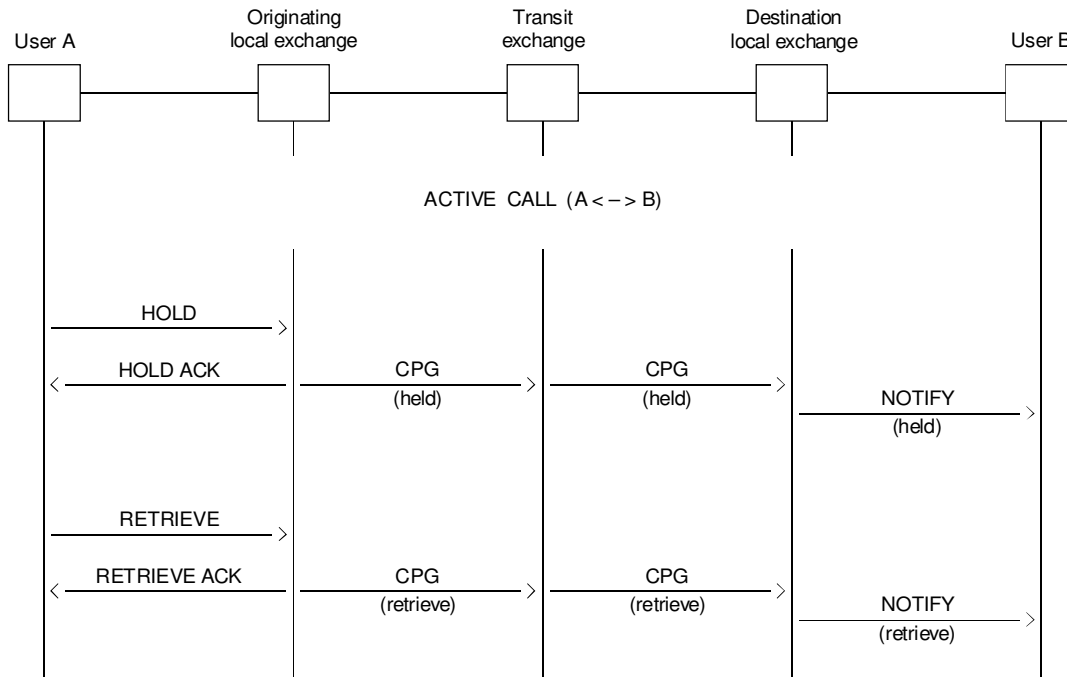 User A
Originating
local exchange
Transit
exchange
Destination
local exchange
User B
ACTIVE CALL (A < – > B)
HOLD
HOLD ACK
CPG
(held)
CPG
(held)
NOTIFY
(held)
RETRIEVE
RETRIEVE ACK
CPG
(retrieve)
CPG
(retrieve)
NOTIFY
(retrieve)